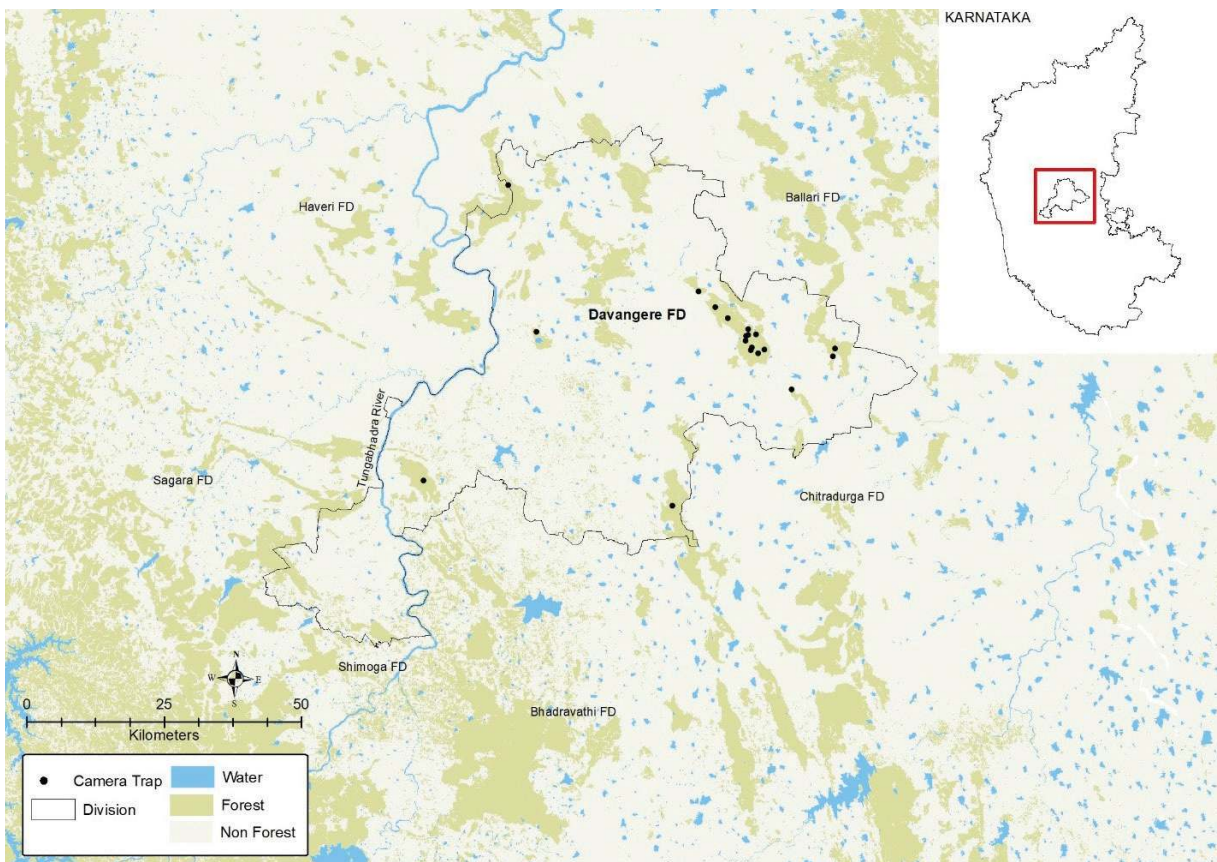 KARNATAKA
Haveri FD
Ballari FD
Davangere FD
Tungabhadra River
Sagara FD
Chitradurga FD
Shimoga FD
Bhadravathi FD
N
W E
S
0 25 50
Kilometers
Camera Trap
Division
Water
Forest
Non Forest